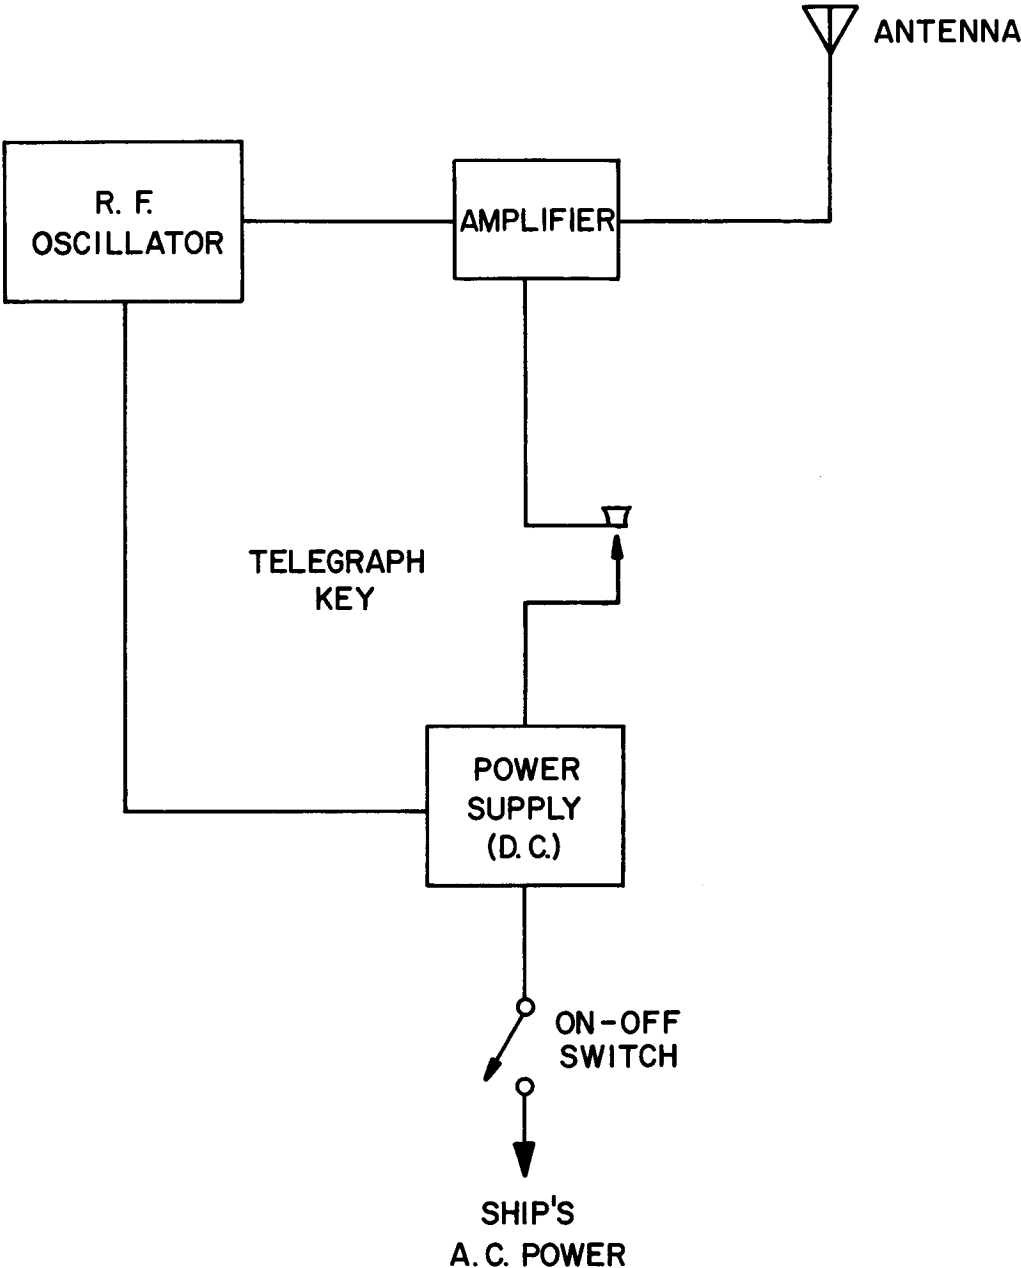 ANTENNA
R. F.
OSCILLATOR
AMPLIFIER
TELEGRAPH
KEY
POWER
SUPPLY
(D. C.)
ON-OFF
SWITCH
SHIP'S
A. C. POWER